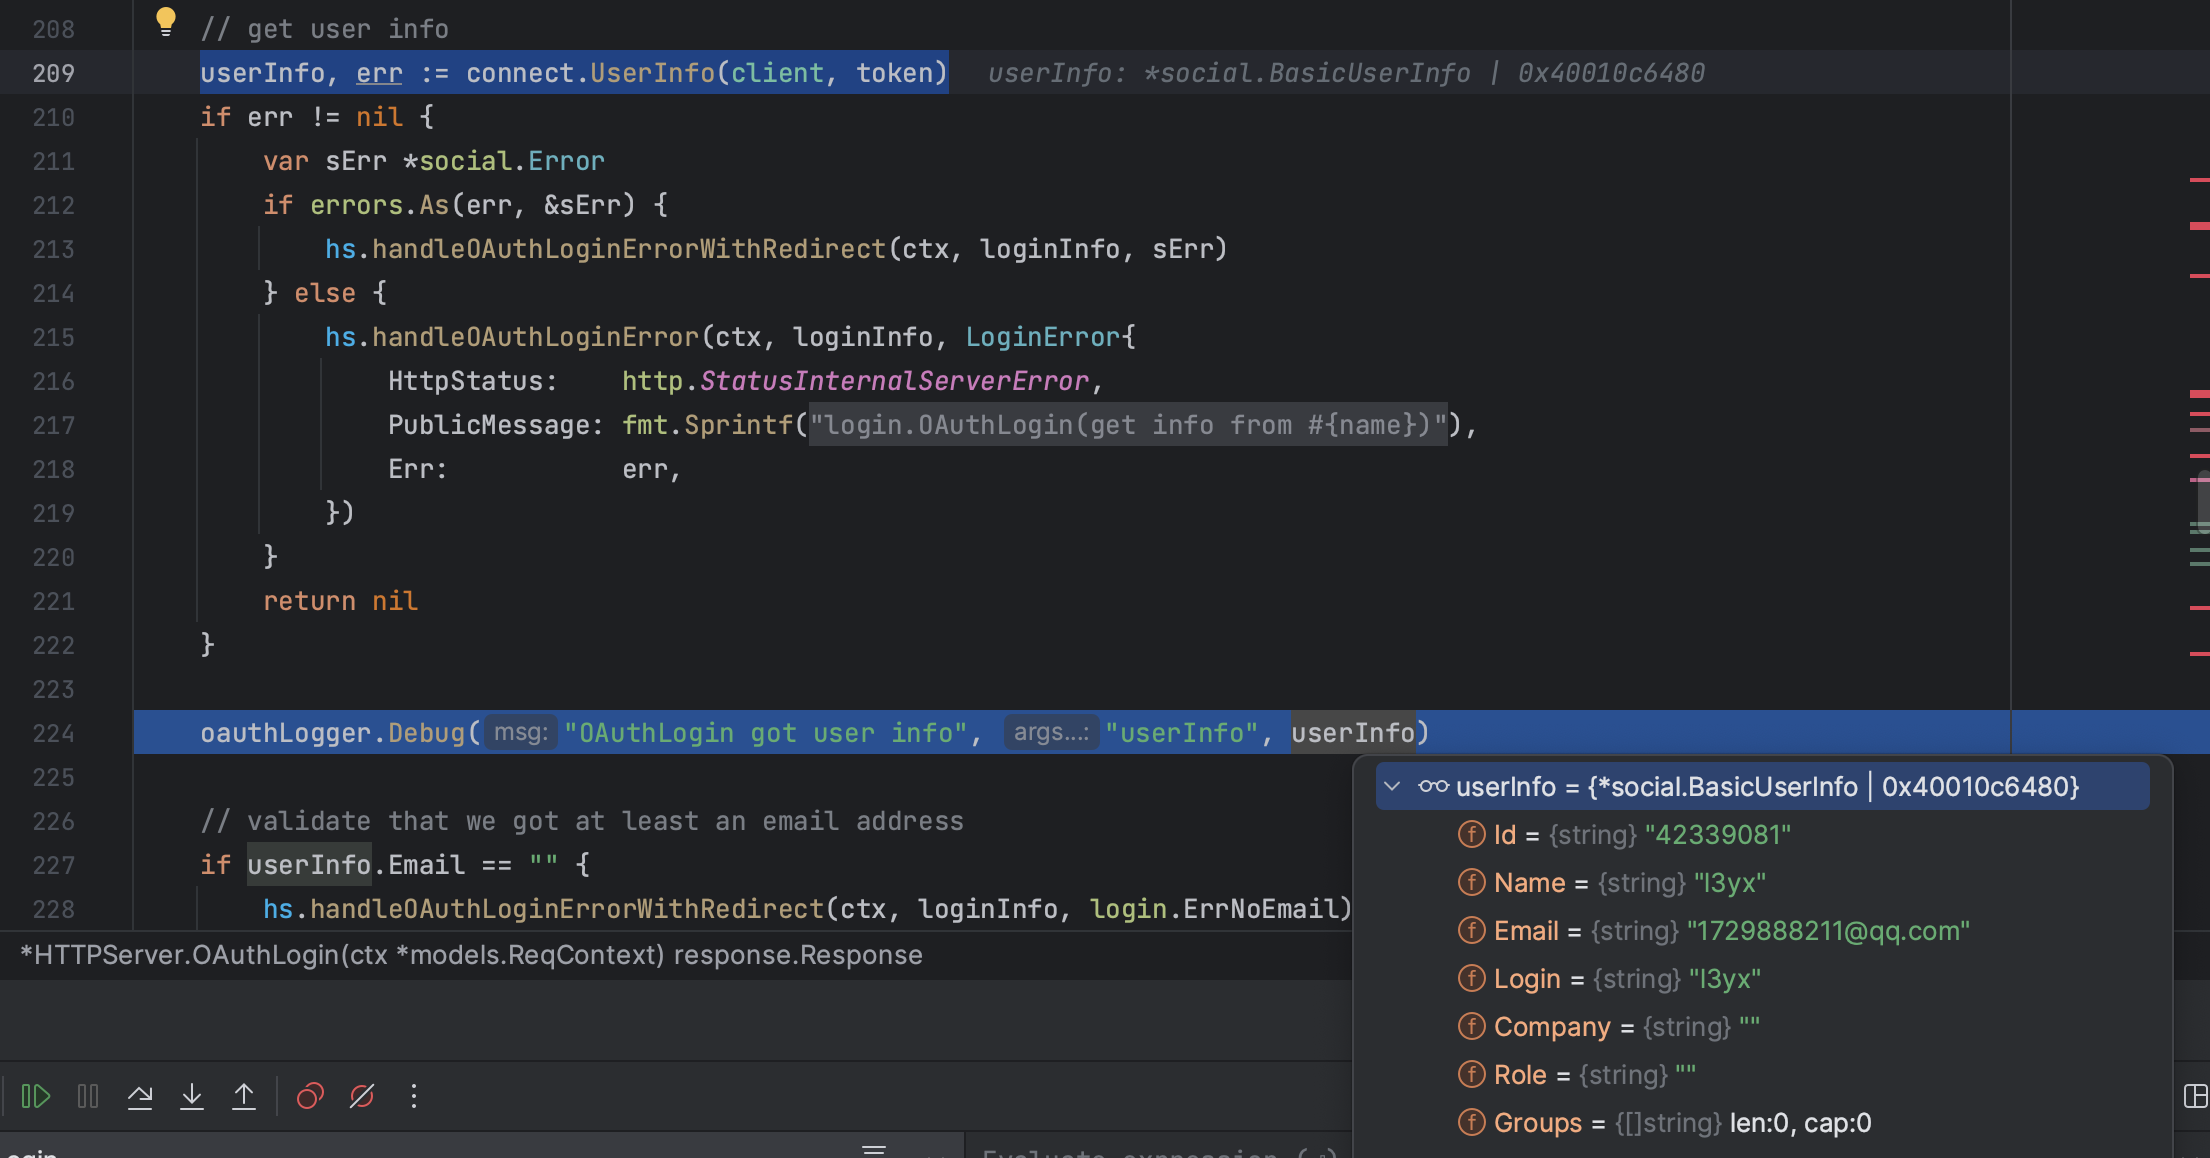 208 // get user info
209 userInfo, err := connect.UserInfo(client, token) userInfo: *social.BasicUserInfo | 0x40010c6480
210 if err != nil {
211 var sErr *social.Error
212 if errors.As(err, &sErr) {
213 hs.handleOAuthLoginErrorWithRedirect(ctx, loginInfo, sErr)
214 } else {
215 hs.handleOAuthLoginError(ctx, loginInfo, LoginError{
216 HttpStatus: http.StatusInternalServerError,
217 PublicMessage: fmt.Sprintf("login.OAuthLogin(get info from #{name})"),
218 Err: err,
219 })
220 }
221 return nil
222 }
223
224 oauthLogger.Debug( msg: "OAuthLogin got user info", args...: "userInfo", userInfo)
225
226 // validate that we got at least an email address
227 if userInfo.Email == "" {
228 hs.handleOAuthLoginErrorWithRedirect(ctx, loginInfo, login.ErrNoEmail)
userInfo = {*social.BasicUserInfo | 0x40010c6480}
Id = {string} "42339081"
Name = {string} "l3yx"
Email = {string} "1729888211@qq.com"
Login = {string} "l3yx"
Company = {string} ""
Role = {string} ""
Groups = {[]string} len:0, cap:0
*HTTPServer.OAuthLogin(ctx *models.ReqContext) response.Response
Evaluate expression